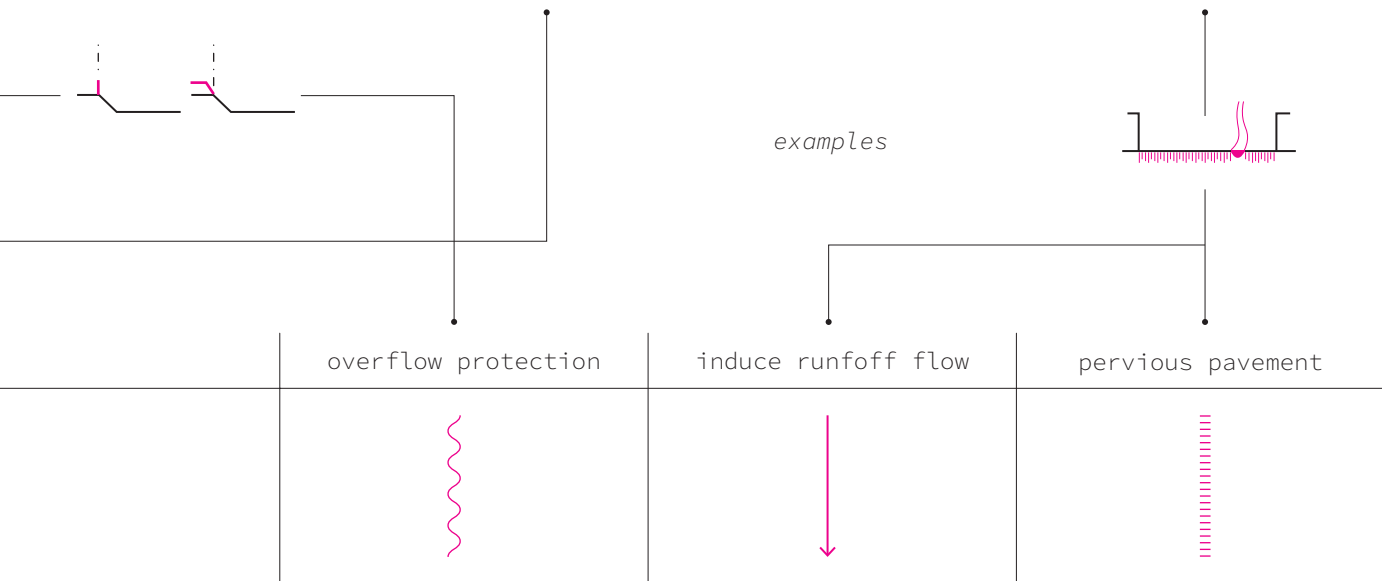 examples
overflow protection
induce runfoff flow
pervious pavement